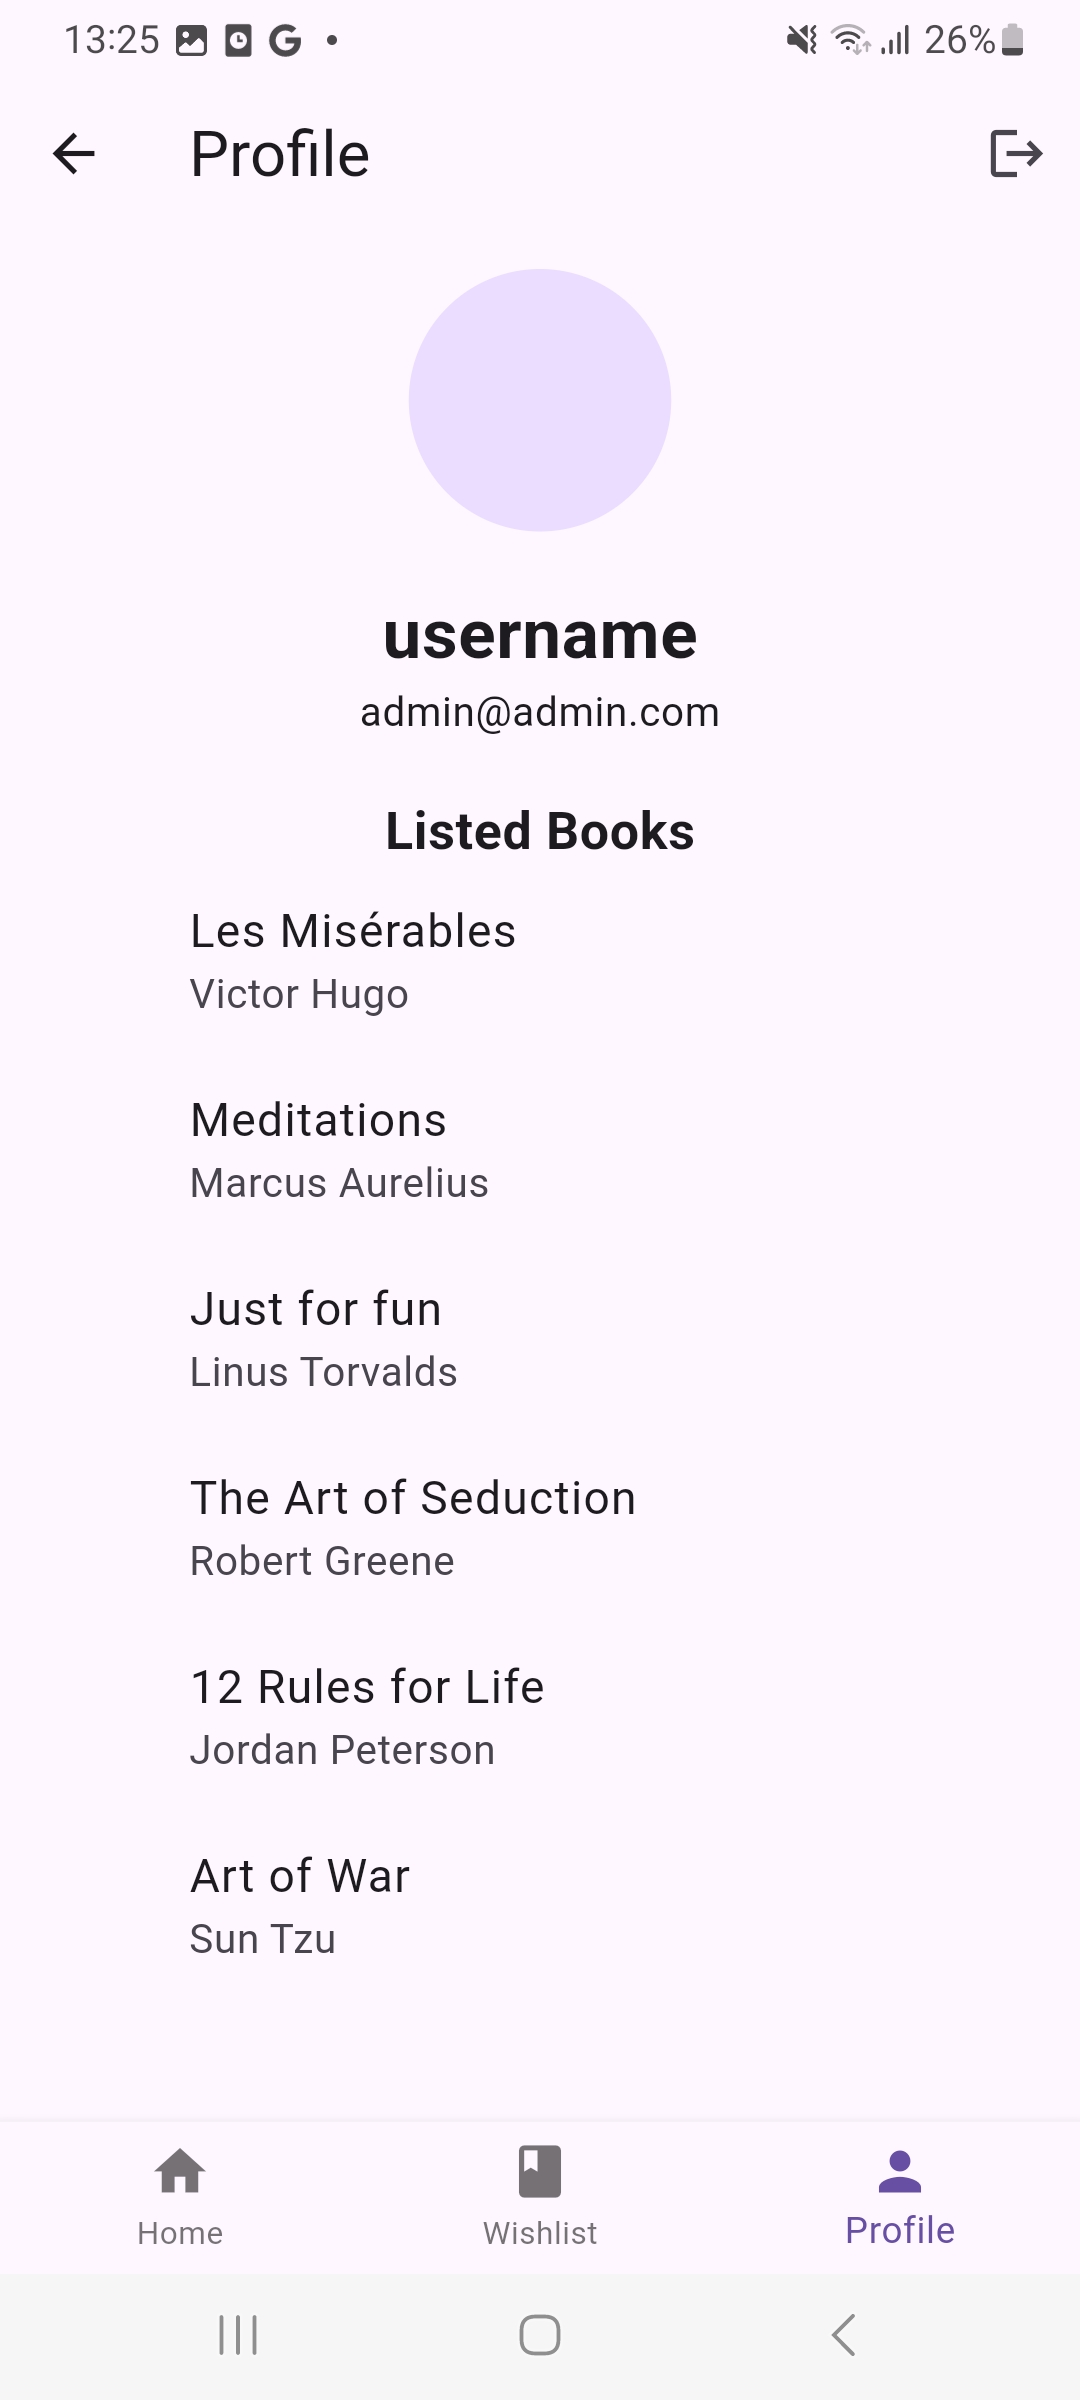 13:25 26%
Profile
username
admin@admin.com
Listed Books
Les Misérables
Victor Hugo
Meditations
Marcus Aurelius
Just for fun
Linus Torvalds
The Art of Seduction
Robert Greene
12 Rules for Life
Jordan Peterson
Art of War
Sun Tzu
Home Wishlist Profile